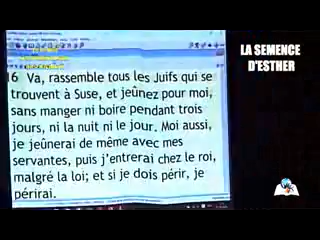 LA SEMENCE
D'ESTHER
16 Va, rassemble tous les Juifs qui se
trouvent à Suse, et jeûnez pour moi,
sans manger ni boire pendant trois
jours, ni la nuit ni le jour. Moi aussi,
je jeûnerai de même avec mes
servantes, puis j'entrerai chez le roi,
malgré la loi; et si je dois périr, je
périrai.